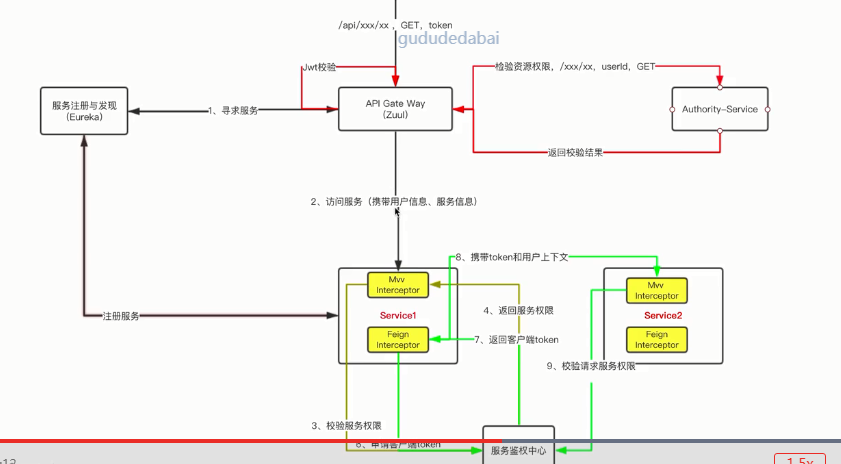 /api/xxx/xx , GET, token
gududedabai
Jwt校验
检验资源权限, /xxx/xx, userId, GET
服务注册与发现
(Eureka)
1、寻求服务
API Gate Way
(Zuul)
Authority-Service
返回校验结果
2、访问服务（携带用户信息、服务信息）
8、携带token和用户上下文
Mvv
Interceptor
Mvv
Interceptor
4、返回服务权限
注册服务
Service1
Service2
Feign
Interceptor
7、返回客户端token
Feign
Interceptor
9、校验请求服务权限
3、校验服务权限
6、申请客户端token
服务鉴权中心
1.5x